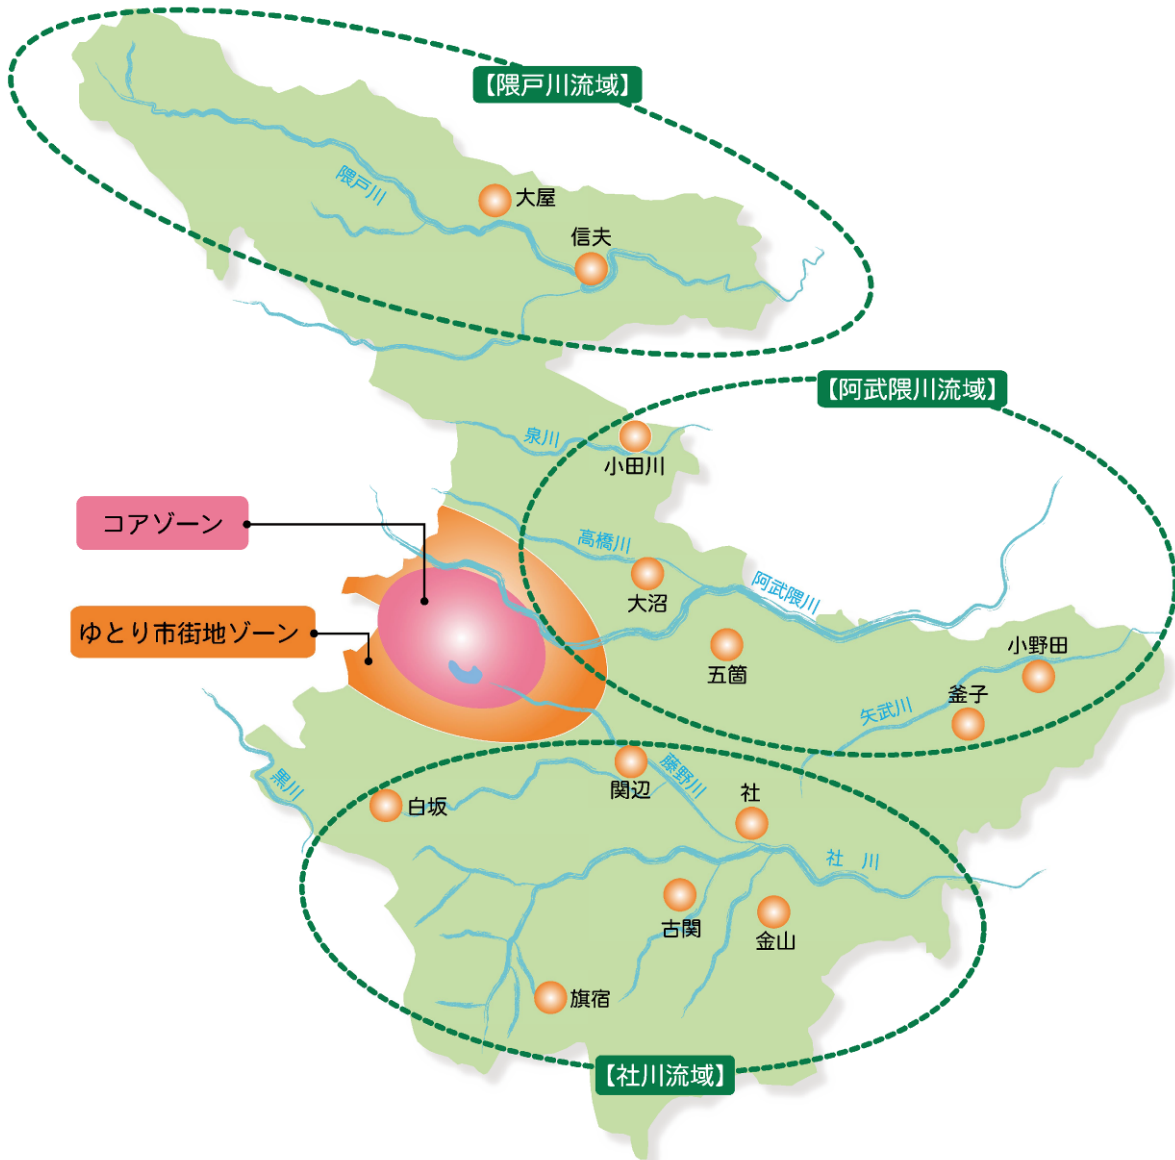 【隈戸川流域】
隈戸川
大屋
信夫
【阿武隈川流域】
泉川
小田川
コアゾーン
高橋川
大沼
阿武隈川
ゆとり市街地ゾーン
五箇
小野田
釜子
矢武川
黒川
白坂
関辺
藤野川
社
社 川
古関
金山
旗宿
【社川流域】